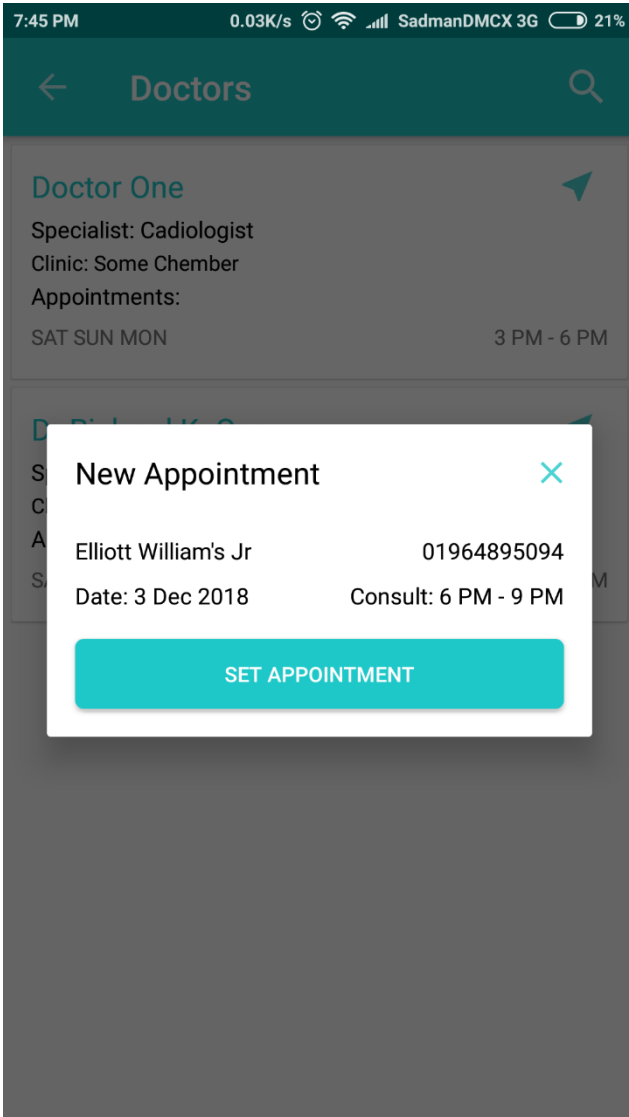 7:45 PM 0.03K/s SadmanDMCX 3G 21%
Doctors
Doctor One
Specialist: Cadiologist
Clinic: Some Chember
Appointments:
SAT SUN MON 3 PM - 6 PM
New Appointment
Elliott William's Jr 01964895094
Date: 3 Dec 2018 Consult: 6 PM - 9 PM
SET APPOINTMENT